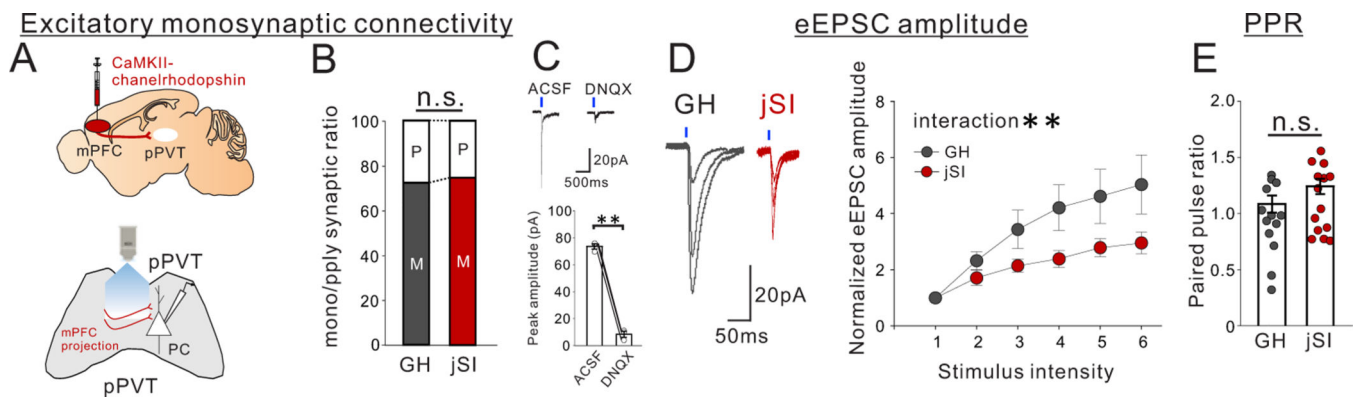 Excitatory monosynaptic connectivity
eEPSC amplitude
PPR
A
CaMKII-
chanelrhodopshin
mPFC
pPVT
pPVT
mPFC
projection
PC
pPVT
B
n.s.
mono/pply synaptic ratio
100
80
60
40
20
0
P
P
M
M
GH
jSI
C
ACSF
DNQX
20pA
500ms
**
Peak amplitude (pA)
100
80
60
40
20
0
ACSF
DNQX
D
GH
jSI
20pA
50ms
Normalized eEPSC amplitude
8
6
4
2
0
interaction**
GH
jSI
1 2 3 4 5 6
Stimulus intensity
E
n.s.
Paired pulse ratio
2.0
1.5
1.0
0.5
0
GH
jSI